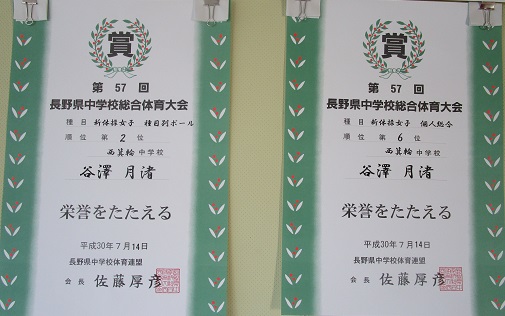 賞
第 57 回
長野県中学校総合体育大会
種目 新体操女子 種目別ボール
順位 第 2 位
西箕輪 中学校
谷澤 月渚
栄誉をたたえる
平成30年7月14日
長野県中学校体育連盟
会長 佐藤厚彦
賞
第 57 回
長野県中学校総合体育大会
種目 新体操女子 個人総合
順位 第 6 位
西箕輪 中学校
谷澤 月渚
栄誉をたたえる
平成30年7月14日
長野県中学校体育連盟
会長 佐藤厚彦